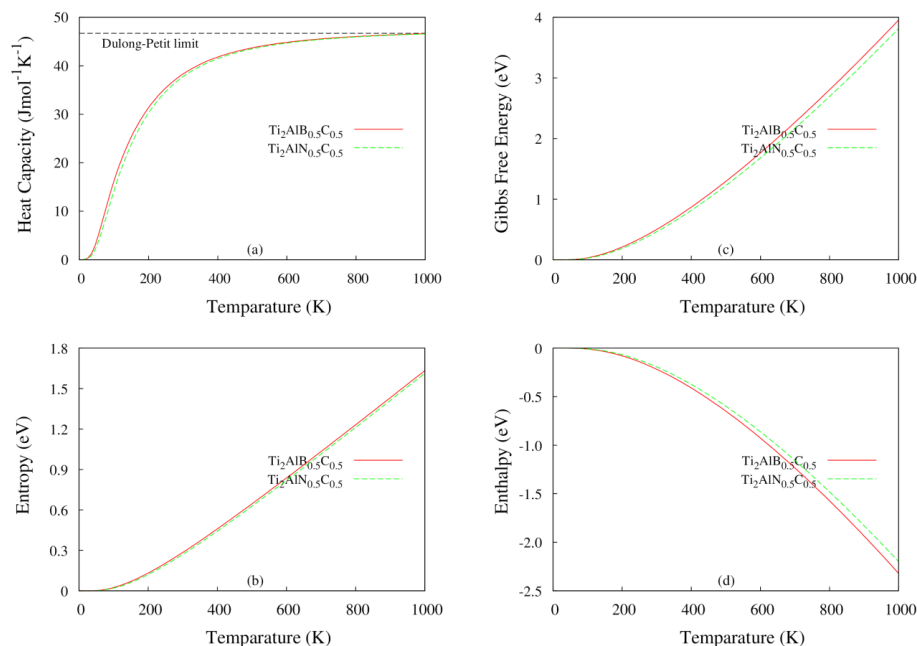 50
40
30
20
10
0
0 200 400 600 800 1000
Heat Capacity (Jmol⁻¹K⁻¹)
Temparature (K)
Dulong-Petit limit
Ti₂AlB₀.₅C₀.₅
Ti₂AlN₀.₅C₀.₅
(a)
4
3
2
1
0
0 200 400 600 800 1000
Gibbs Free Energy (eV)
Temparature (K)
Ti₂AlB₀.₅C₀.₅
Ti₂AlN₀.₅C₀.₅
(c)
1.8
1.5
1.2
0.9
0.6
0.3
0
0 200 400 600 800 1000
Entropy (eV)
Temparature (K)
Ti₂AlB₀.₅C₀.₅
Ti₂AlN₀.₅C₀.₅
(b)
0
-0.5
-1.0
-1.5
-2.0
-2.5
0 200 400 600 800 1000
Enthalpy (eV)
Temparature (K)
Ti₂AlB₀.₅C₀.₅
Ti₂AlN₀.₅C₀.₅
(d)